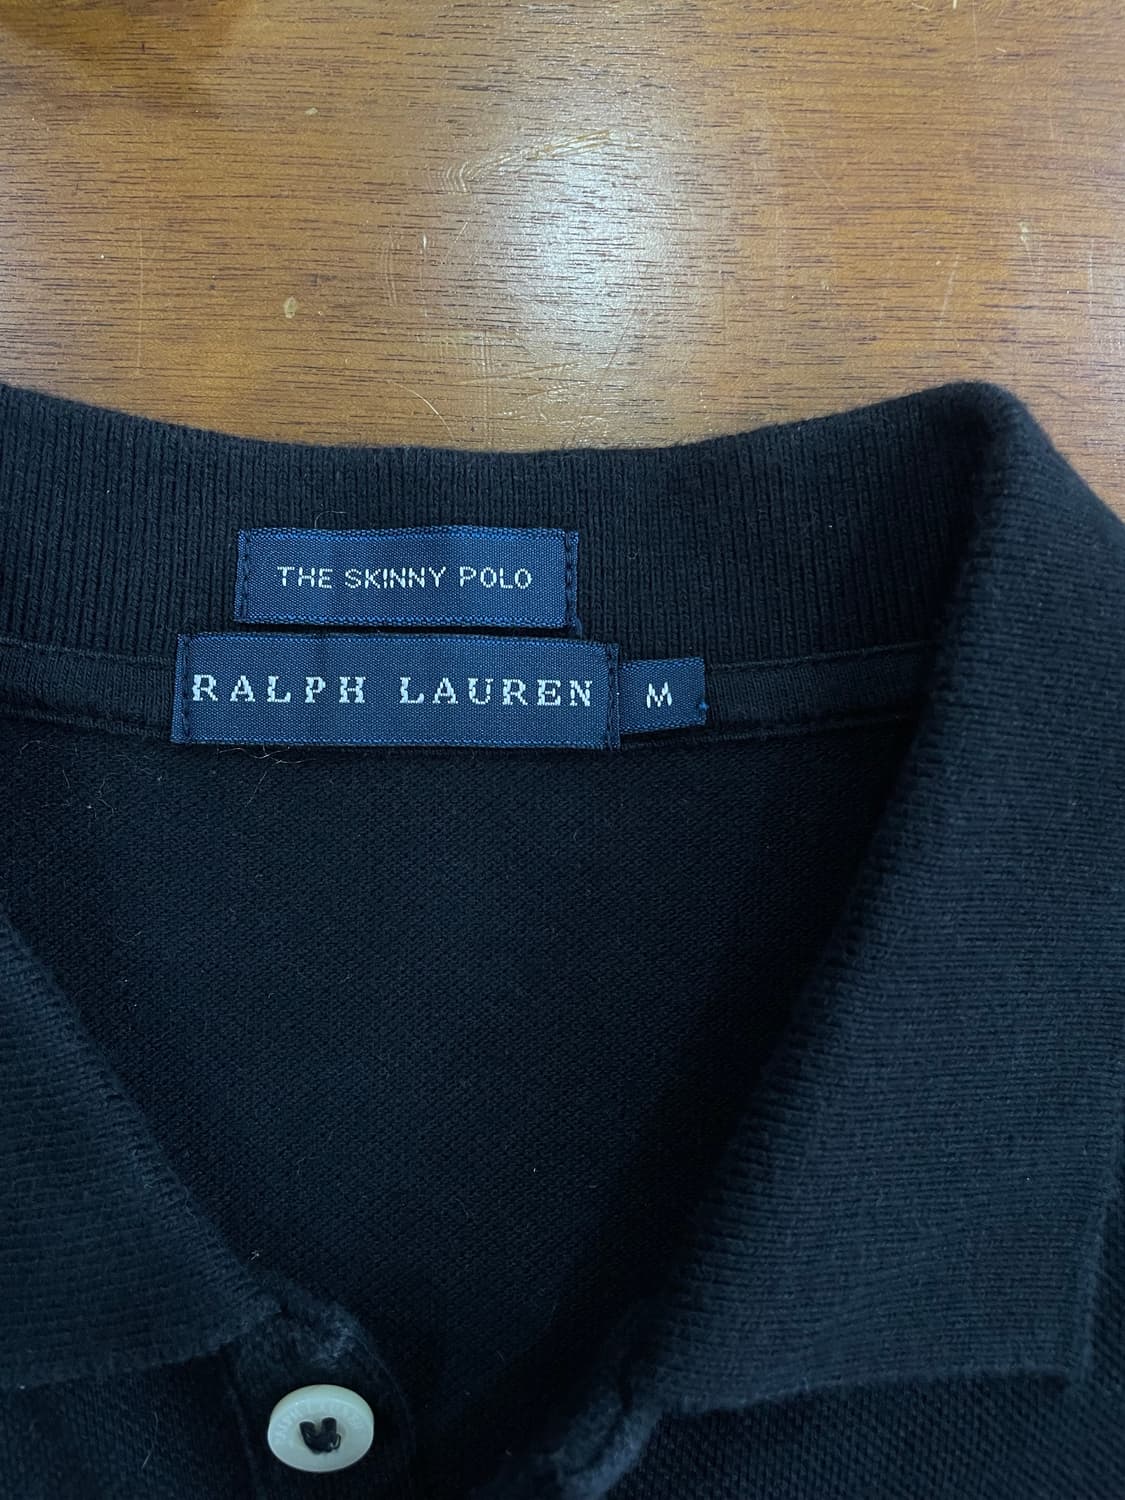 THE SKINNY POLO
RALPH LAUREN
M